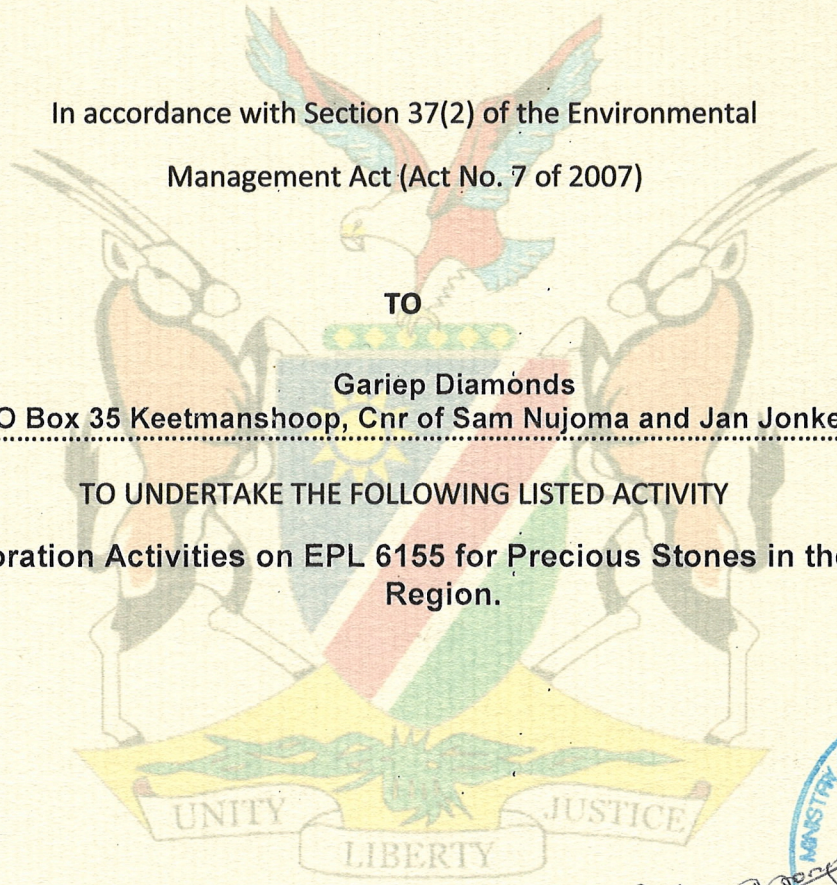 In accordance with Section 37(2) of the Environmental
Management Act (Act No. 7 of 2007)
TO
Gariep Diamonds
O Box 35 Keetmanshoop, Cnr of Sam Nujoma and Jan Jonke
TO UNDERTAKE THE FOLLOWING LISTED ACTIVITY
oration Activities on EPL 6155 for Precious Stones in the
Region.
UNITY
JUSTICE
LIBERTY
MINISTRY